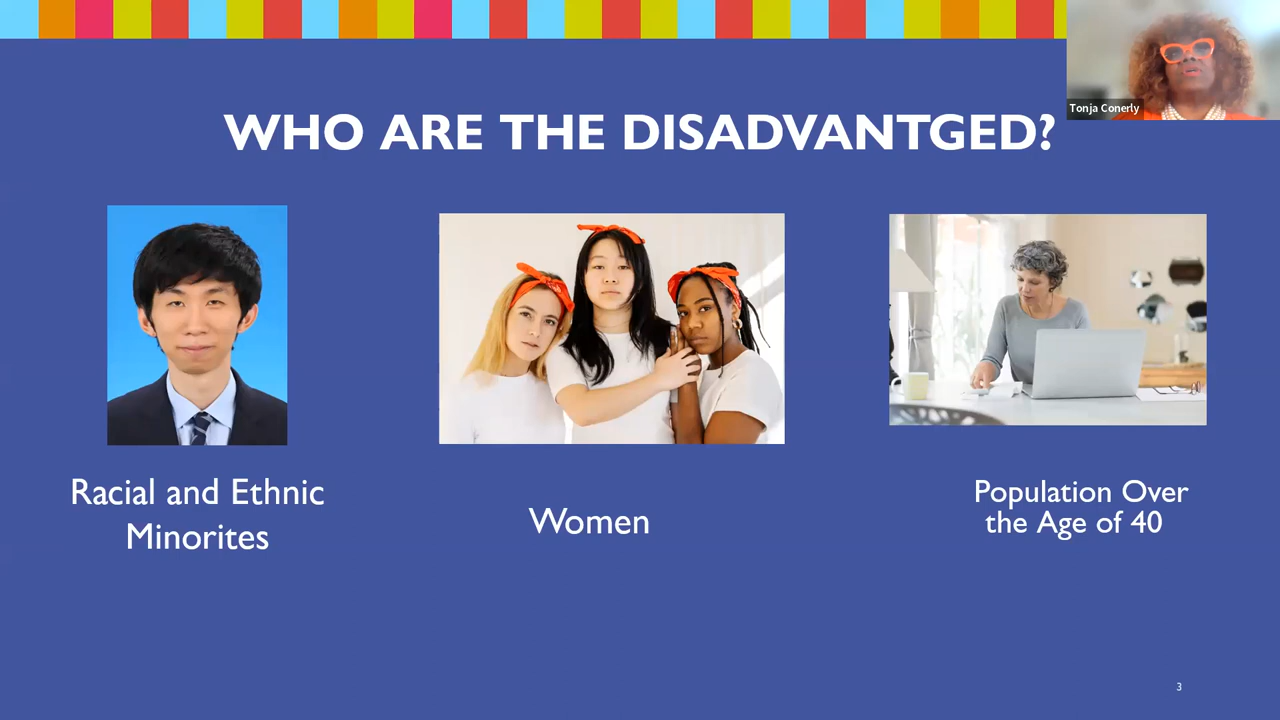 Tonja Conerly
WHO ARE THE DISADVANTGED?
Racial and Ethnic
Minorites
Women
Population Over
the Age of 40
3